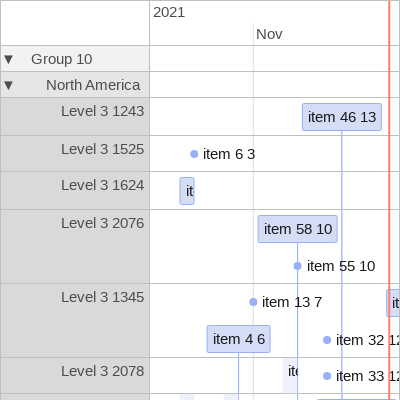 2021
Nov
▼ Group 10
▼ North America
Level 3 1243
item 46 13
Level 3 1525
item 6 3
Level 3 1624
it
Level 3 2076
item 58 10
item 55 10
Level 3 1345
item 13 7
it
item 4 6
item 32 12
Level 3 2078
ite
item 33 12